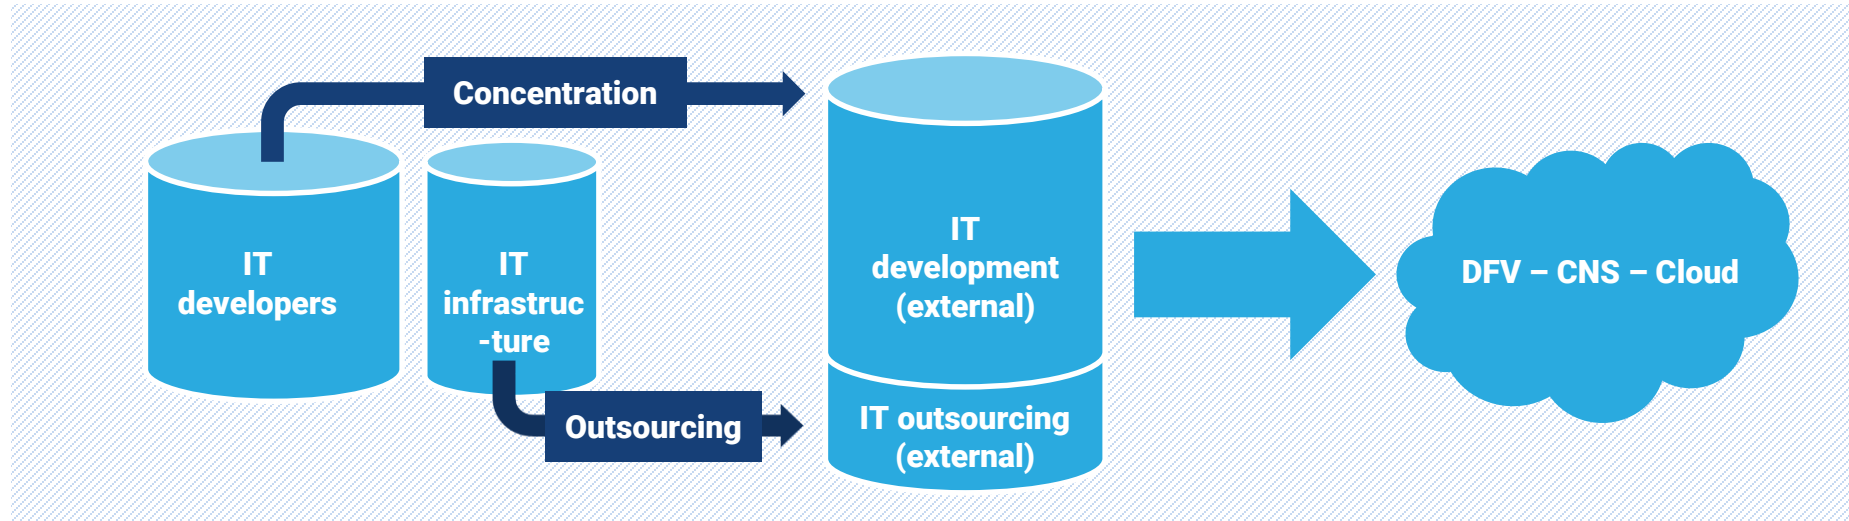 Concentration
IT
developers
IT
infrastruc
-ture
Outsourcing
IT
development
(external)
IT outsourcing
(external)
DFV – CNS – Cloud